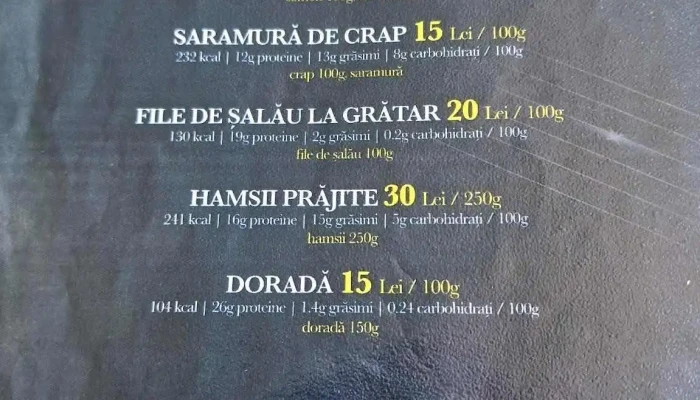 SARAMURĂ DE CRAP 15 Lei / 100g
232 kcal | 12g proteine | 13g grăsimi | 8g carbohidrați / 100g
crap 100g, saramură
FILE DE ȘALĂU LA GRĂTAR 20 Lei / 100g
130 kcal | 19g proteine | 2g grăsimi | 0.2g carbohidrați / 100g
file de șalău 100g
HAMSII PRĂJITE 30 Lei / 250g
241 kcal | 16g proteine | 15g grăsimi | 5g carbohidrați / 100g
hamsii 250g
DORADĂ 15 Lei / 100g
104 kcal | 26g proteine | 1.4g grăsimi | 0.24 carbohidrați / 100g
doradă 150g